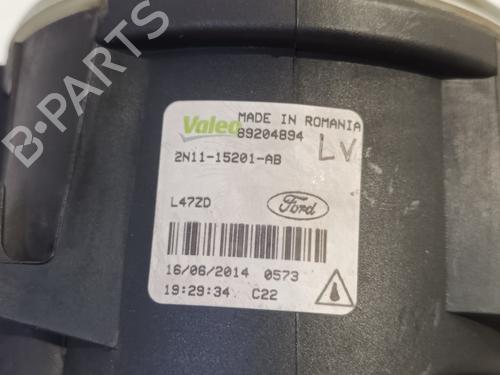 Valeo MADE IN ROMANIA
89204894
2N11-15201-AB LV
L47ZD Ford
16/06/2014 0573
19:29:34 C22